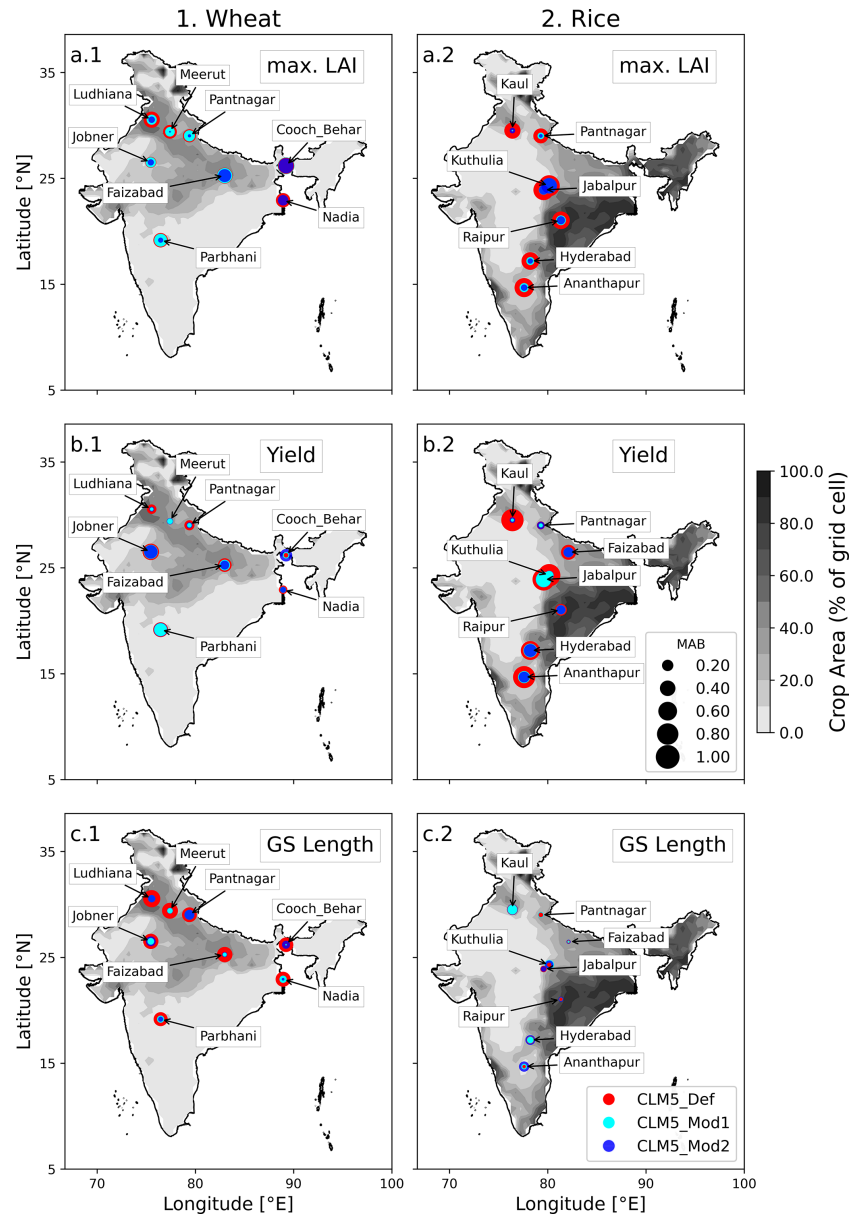 1. Wheat
2. Rice
a.1
max. LAI
Meerut
Ludhiana
Pantnagar
Jobner
Cooch_Behar
Faizabad
Nadia
Parbhani
35
25
15
5
Latitude [°N]
a.2
max. LAI
Kaul
Pantnagar
Kuthulia
Jabalpur
Raipur
Hyderabad
Ananthapur
b.1
Yield
Meerut
Ludhiana
Pantnagar
Jobner
Cooch_Behar
Faizabad
Nadia
Parbhani
35
25
15
5
Latitude [°N]
b.2
Yield
Kaul
Pantnagar
Faizabad
Kuthulia
Jabalpur
Raipur
Hyderabad
Ananthapur
MAB
0.20
0.40
0.60
0.80
1.00
100.0
80.0
60.0
40.0
20.0
0.0
Crop Area (% of grid cell)
c.1
GS Length
Meerut
Ludhiana
Pantnagar
Jobner
Cooch_Behar
Faizabad
Nadia
Parbhani
35
25
15
5
Latitude [°N]
70
80
90
100
Longitude [°E]
c.2
GS Length
Kaul
Pantnagar
Faizabad
Kuthulia
Jabalpur
Raipur
Hyderabad
Ananthapur
CLM5_Def
CLM5_Mod1
CLM5_Mod2
70
80
90
100
Longitude [°E]